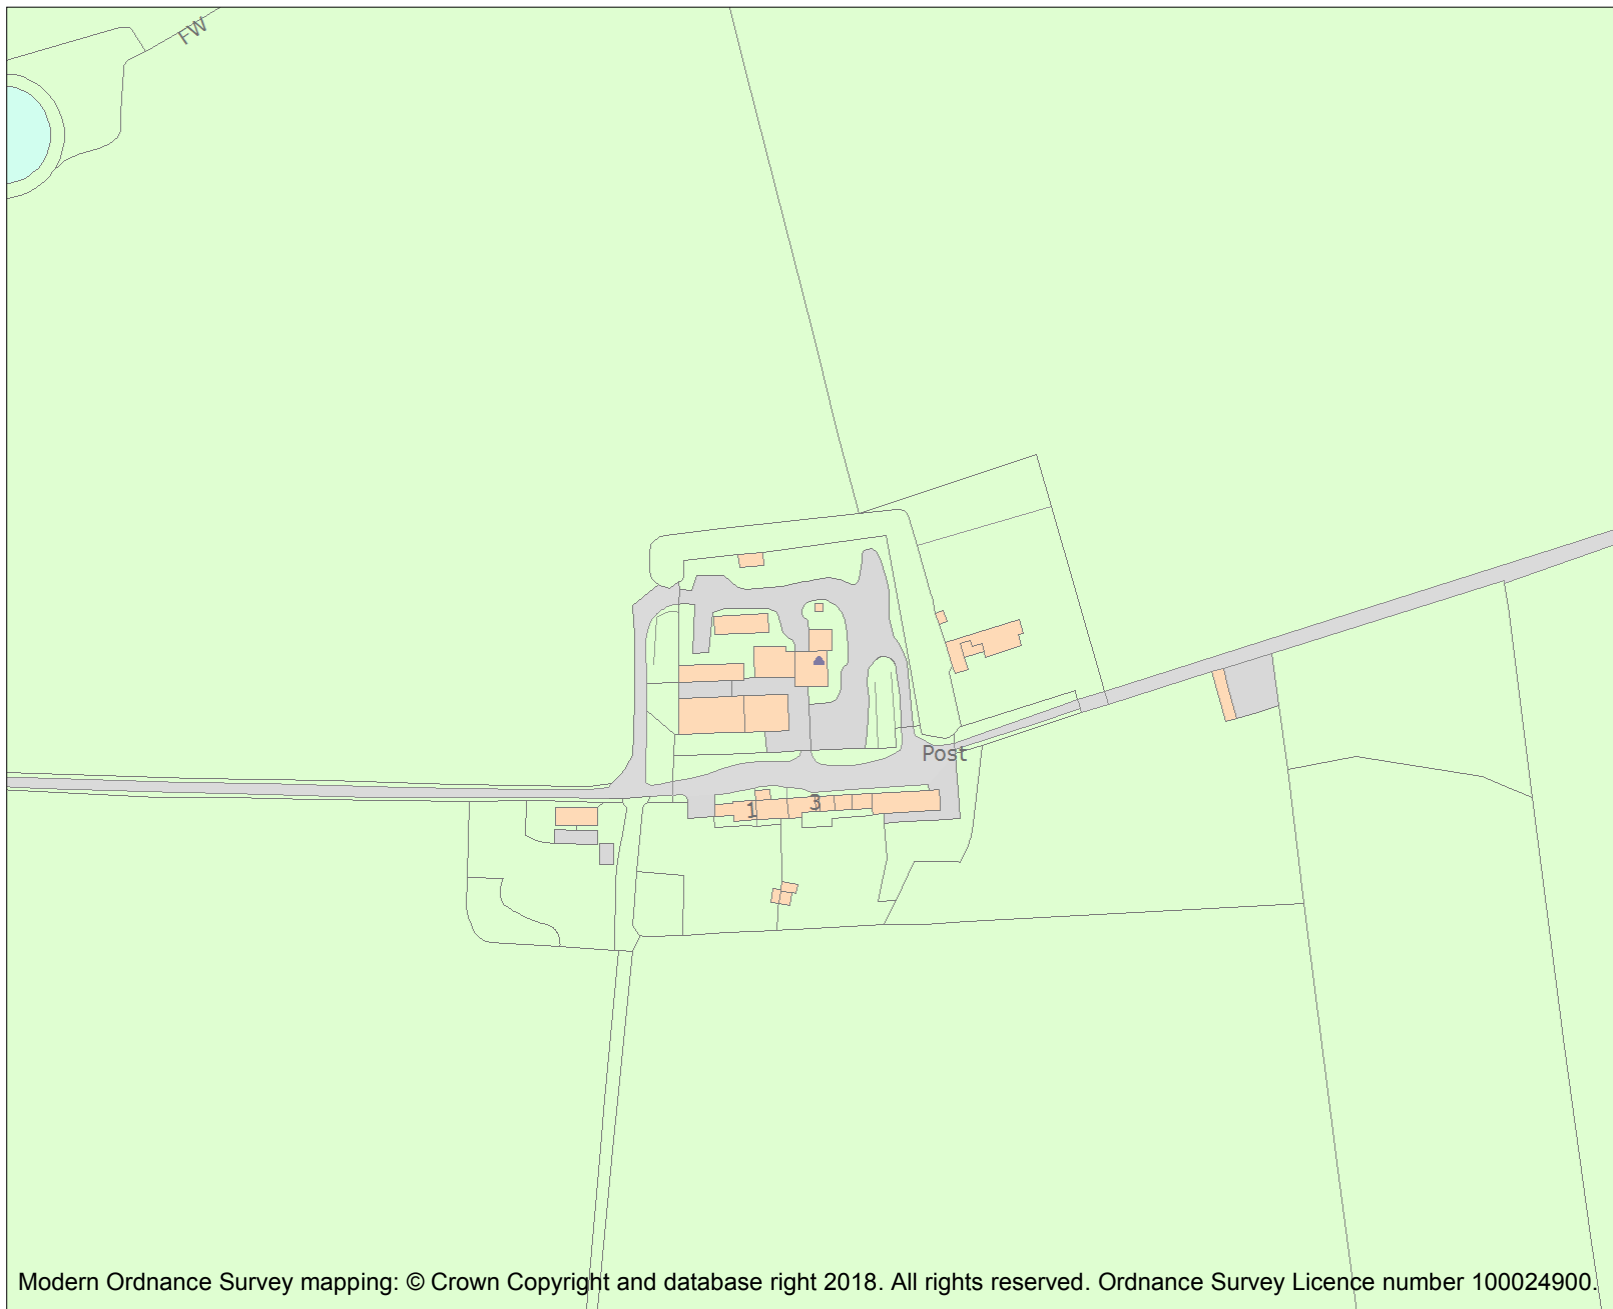 FW
Post
1
3
Modern Ordnance Survey mapping: © Crown Copyright and database right 2018. All rights reserved. Ordnance Survey Licence number 100024900.